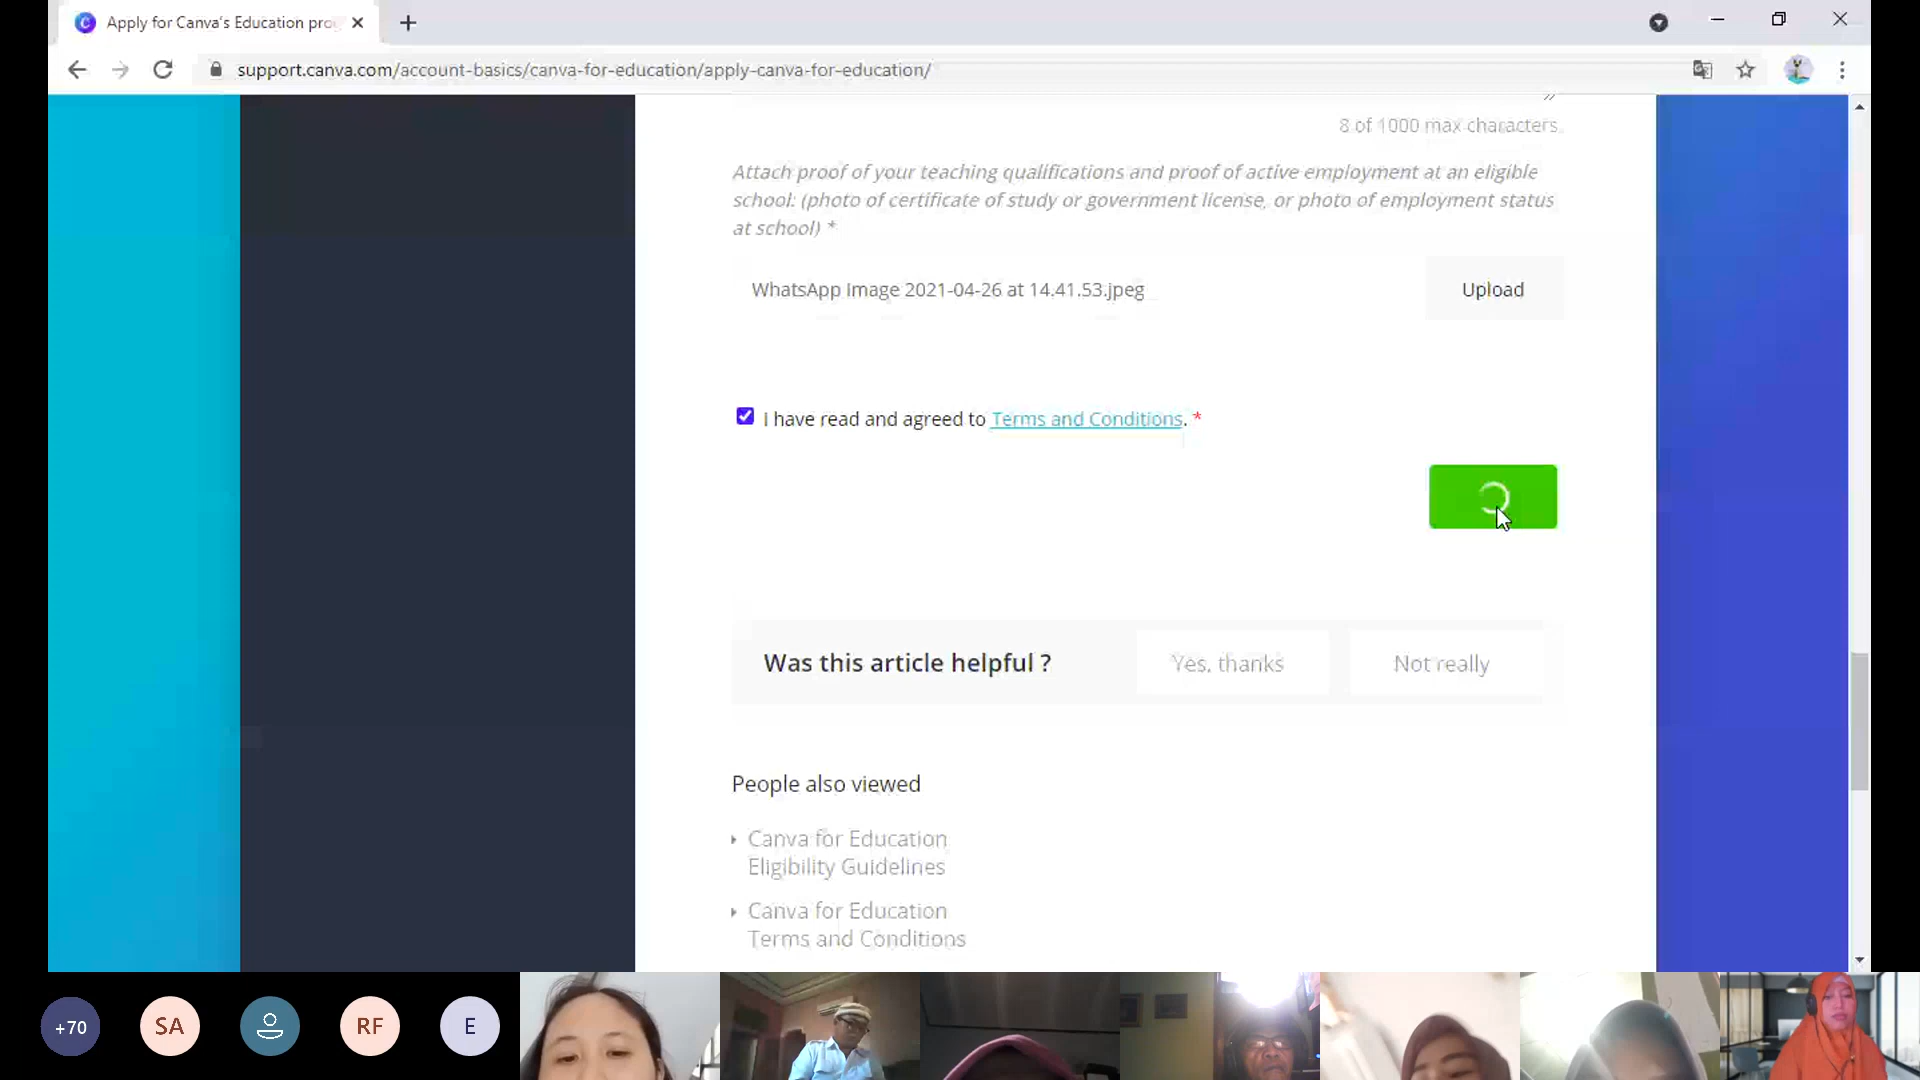 Apply for Canva's Education pro
support.canva.com/account-basics/canva-for-education/apply-canva-for-education/
8 of 1000 max characters.
Attach proof of your teaching qualifications and proof of active employment at an eligible
school: (photo of certificate of study or government license, or photo of employment status
at school) *
WhatsApp Image 2021-04-26 at 14.41.53.jpeg
Upload
I have read and agreed to Terms and Conditions. *
Was this article helpful ?
Yes, thanks
Not really
People also viewed
Canva for Education
Eligibility Guidelines
Canva for Education
Terms and Conditions
+70
SA
RF
E